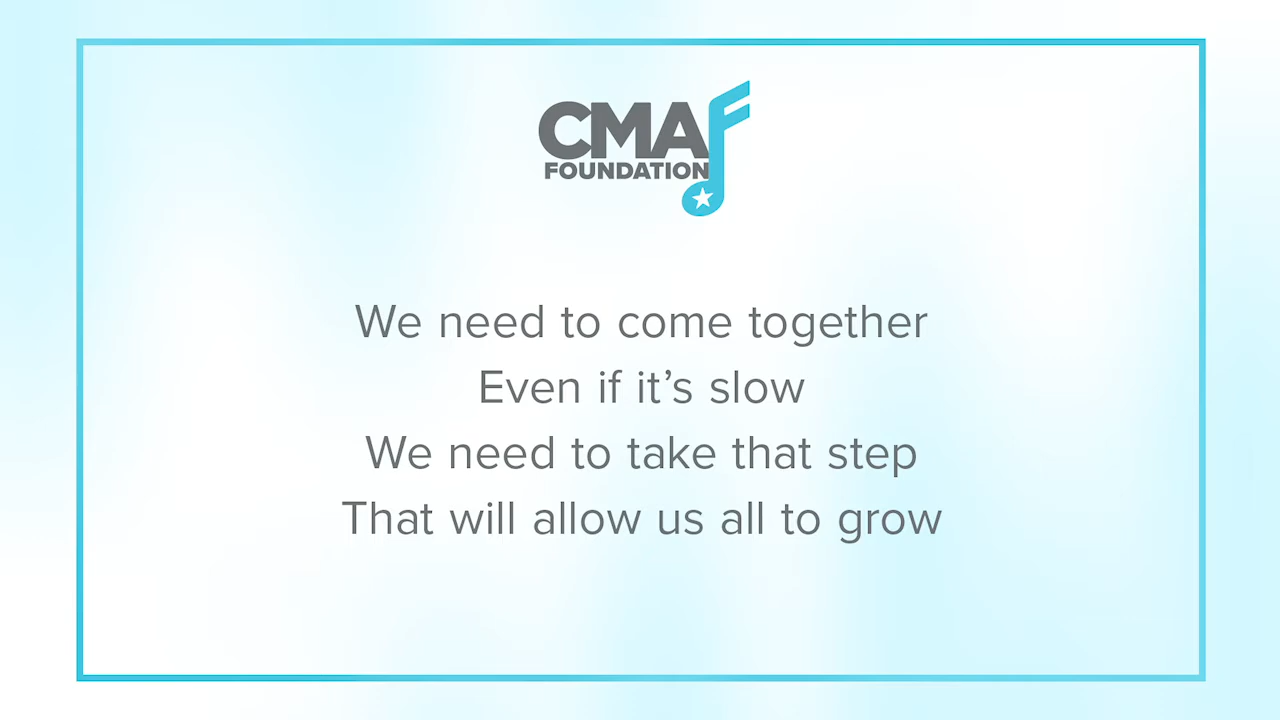 CMA
FOUNDATION
We need to come together
Even if it’s slow
We need to take that step
That will allow us all to grow